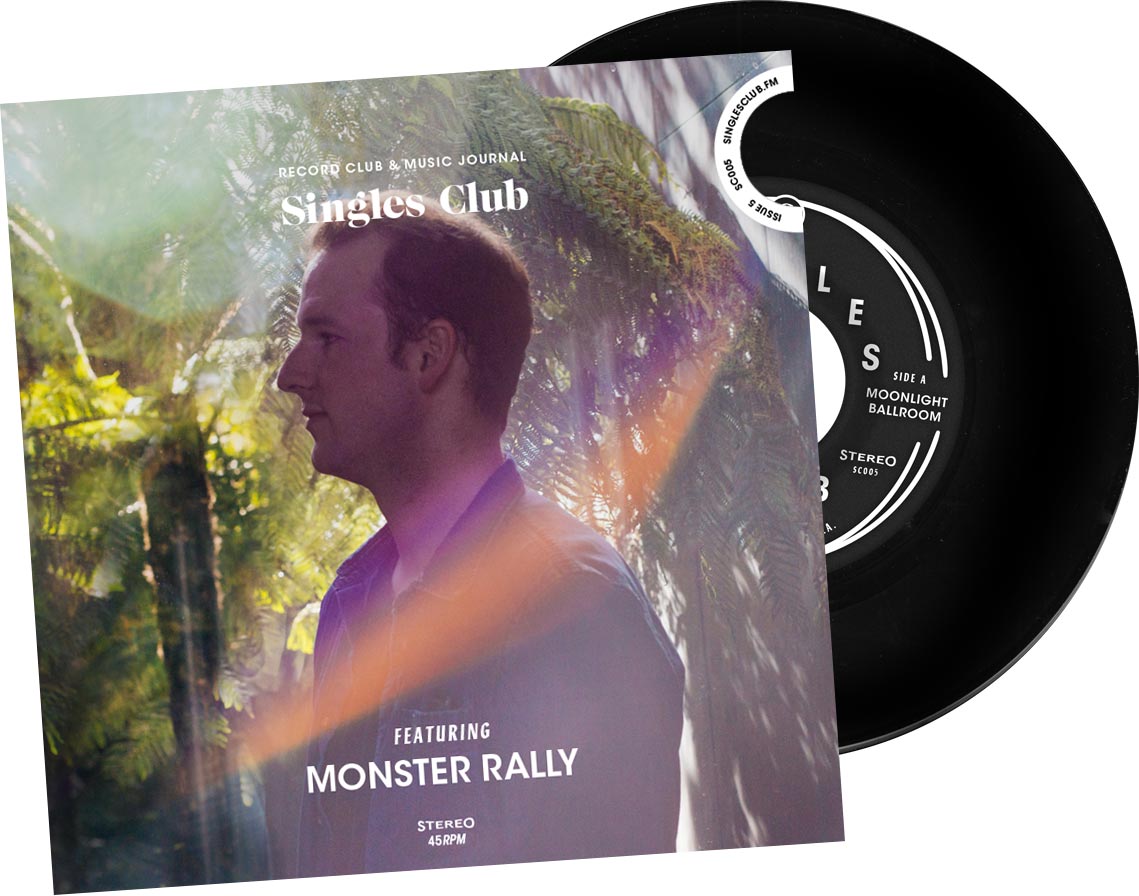 RECORD CLUB & MUSIC JOURNAL
Singles Club
FEATURING
MONSTER RALLY
STEREO
45RPM
SINGLESCLUB.FM
SC005
ISSUE 5
LES
SIDE A
MOONLIGHT
BALLROOM
STEREO
SC005
B
A.